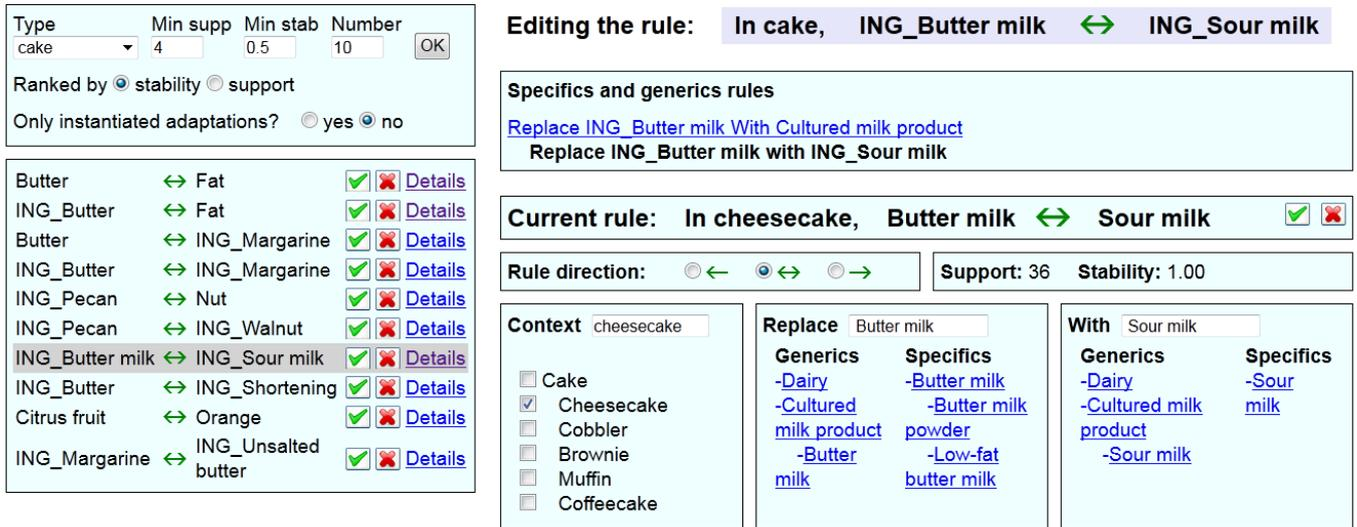 Type Min supp Min stab Number
cake 4 0.5 10 OK
Ranked by stability support
Only instantiated adaptations? yes no
Butter ↔ Fat Details
ING_Butter ↔ Fat Details
Butter ↔ ING_Margarine Details
ING_Butter ↔ ING_Margarine Details
ING_Pecan ↔ Nut Details
ING_Pecan ↔ ING_Walnut Details
ING_Butter milk ↔ ING_Sour milk Details
ING_Butter ↔ ING_Shortening Details
Citrus fruit ↔ Orange Details
ING_Margarine ↔ ING_Unsalted
butter Details
Editing the rule: In cake, ING_Butter milk ↔ ING_Sour milk
Specifics and generics rules
Replace ING_Butter milk With Cultured milk product
Replace ING_Butter milk with ING_Sour milk
Current rule: In cheesecake, Butter milk ↔ Sour milk
Rule direction: ← ↔ →
Support: 36 Stability: 1.00
Context cheesecake
Cake
Cheesecake
Cobbler
Brownie
Muffin
Coffeecake
Replace Butter milk
Generics
-Dairy
-Cultured
milk product
-Butter
milk
Specifics
-Butter milk
-Butter milk
powder
-Low-fat
butter milk
With Sour milk
Generics
-Dairy
-Cultured milk
product
-Sour milk
Specifics
-Sour
milk